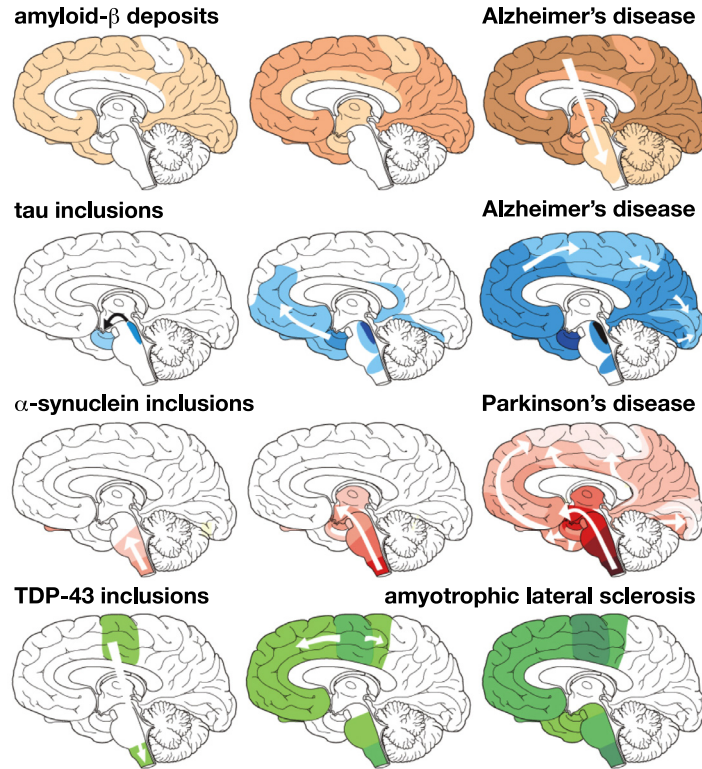 amyloid-β deposits
Alzheimer's disease
tau inclusions
Alzheimer's disease
α-synuclein inclusions
Parkinson's disease
TDP-43 inclusions
amyotrophic lateral sclerosis